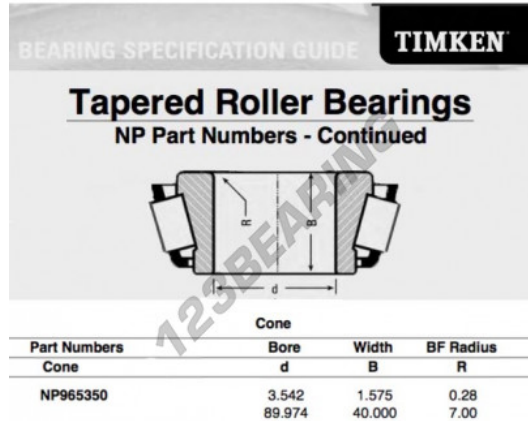 BEARING SPECIFICATION GUIDE
TIMKEN
Tapered Roller Bearings
NP Part Numbers - Continued
R
B
d
123BEARING
Cone
Part Numbers Bore Width BF Radius
Cone d B R
NP965350 3.542 1.575 0.28
89.974 40.000 7.00